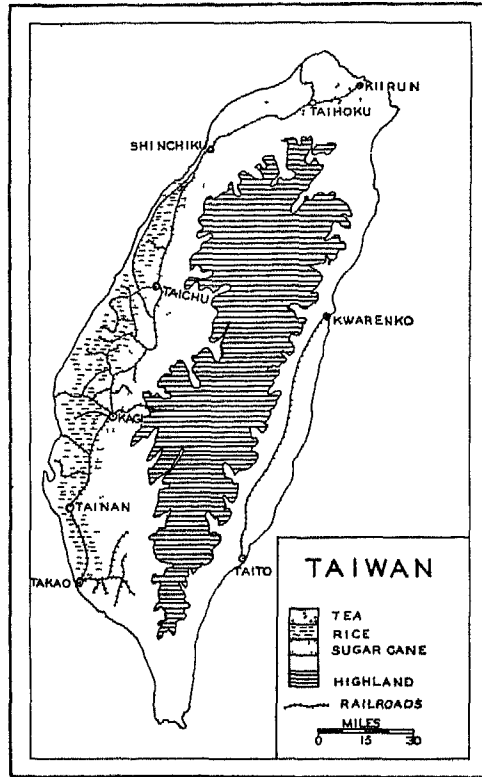 KIIRUN
TAIHOKU
SHINCHIKU
TAICHU
KWARENKO
KAGI
TAINAN
TAITO
TAKAO
TAIWAN
TEA
RICE
SUGAR CANE
HIGHLAND
RAILROADS
MILES
0 15 30